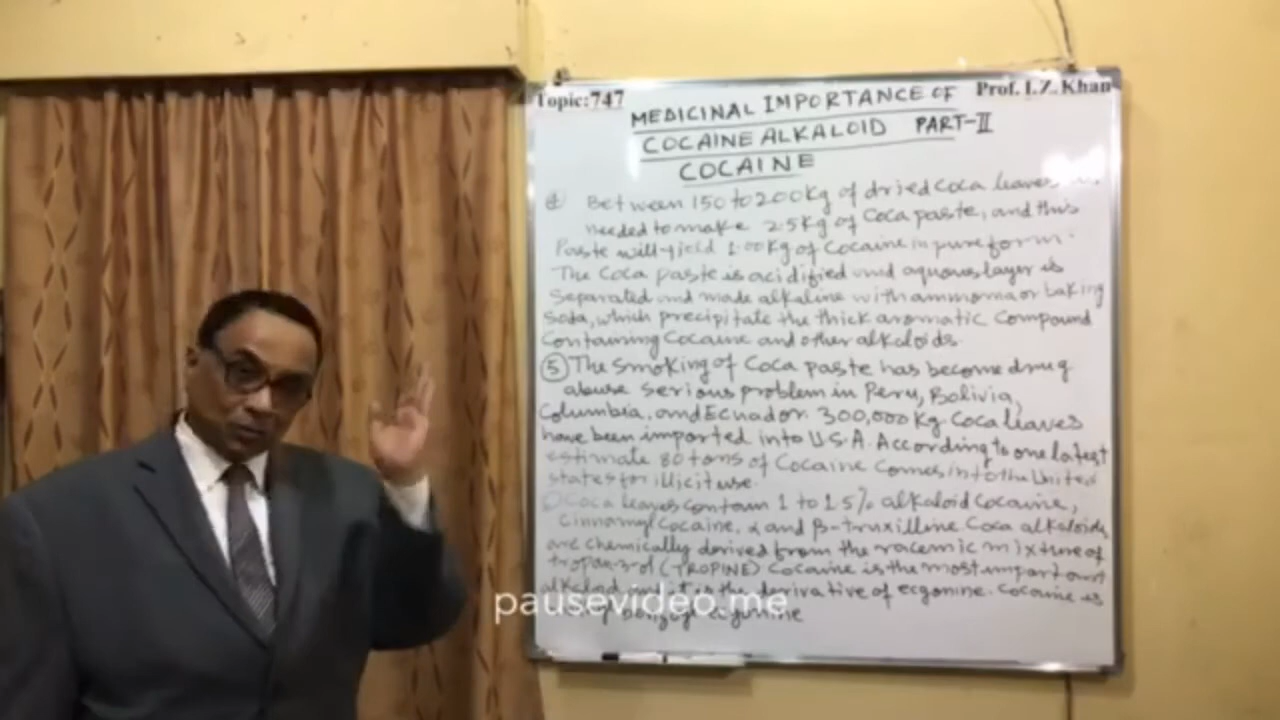 Topic:747
Prof. I.Z. Khan
MEDICINAL IMPORTANCE OF
COCAINE ALKALOID PART-II
COCAINE
Between 150 to 200 kg of dried Coca leaves
needed to make 2.5 kg of Coca paste, and this
Paste will yield 1.00 Kg of Cocaine in pure form.
The Coca paste is acidified and aquous layer is
Separated and made alkaline with ammonia or baking
Soda, which precipitate the thick aromatic Compound
Containing Cocaine and other alkaloids.
⑤ The Smoking of Coca paste has become drug
abuse serious problem in Peru, Bolivia,
Columbia, and Ecuador. 300,000 Kg Coca leaves
have been imported into U.S.A. According to one latest
estimate 80 tons of Cocaine comes into the United
states for illicit use.
Coca leaves contain 1 to 1.5% alkaloid Cocaine,
Cinnamyl Cocaine, α and β-truxilline Coca alkaloids
are chemically derived from the racemic mixture of
(TROPINE) Cocaine is the most important
is the derivative of ecgonine. Cocaine is
ecgonine
pausevideo.me